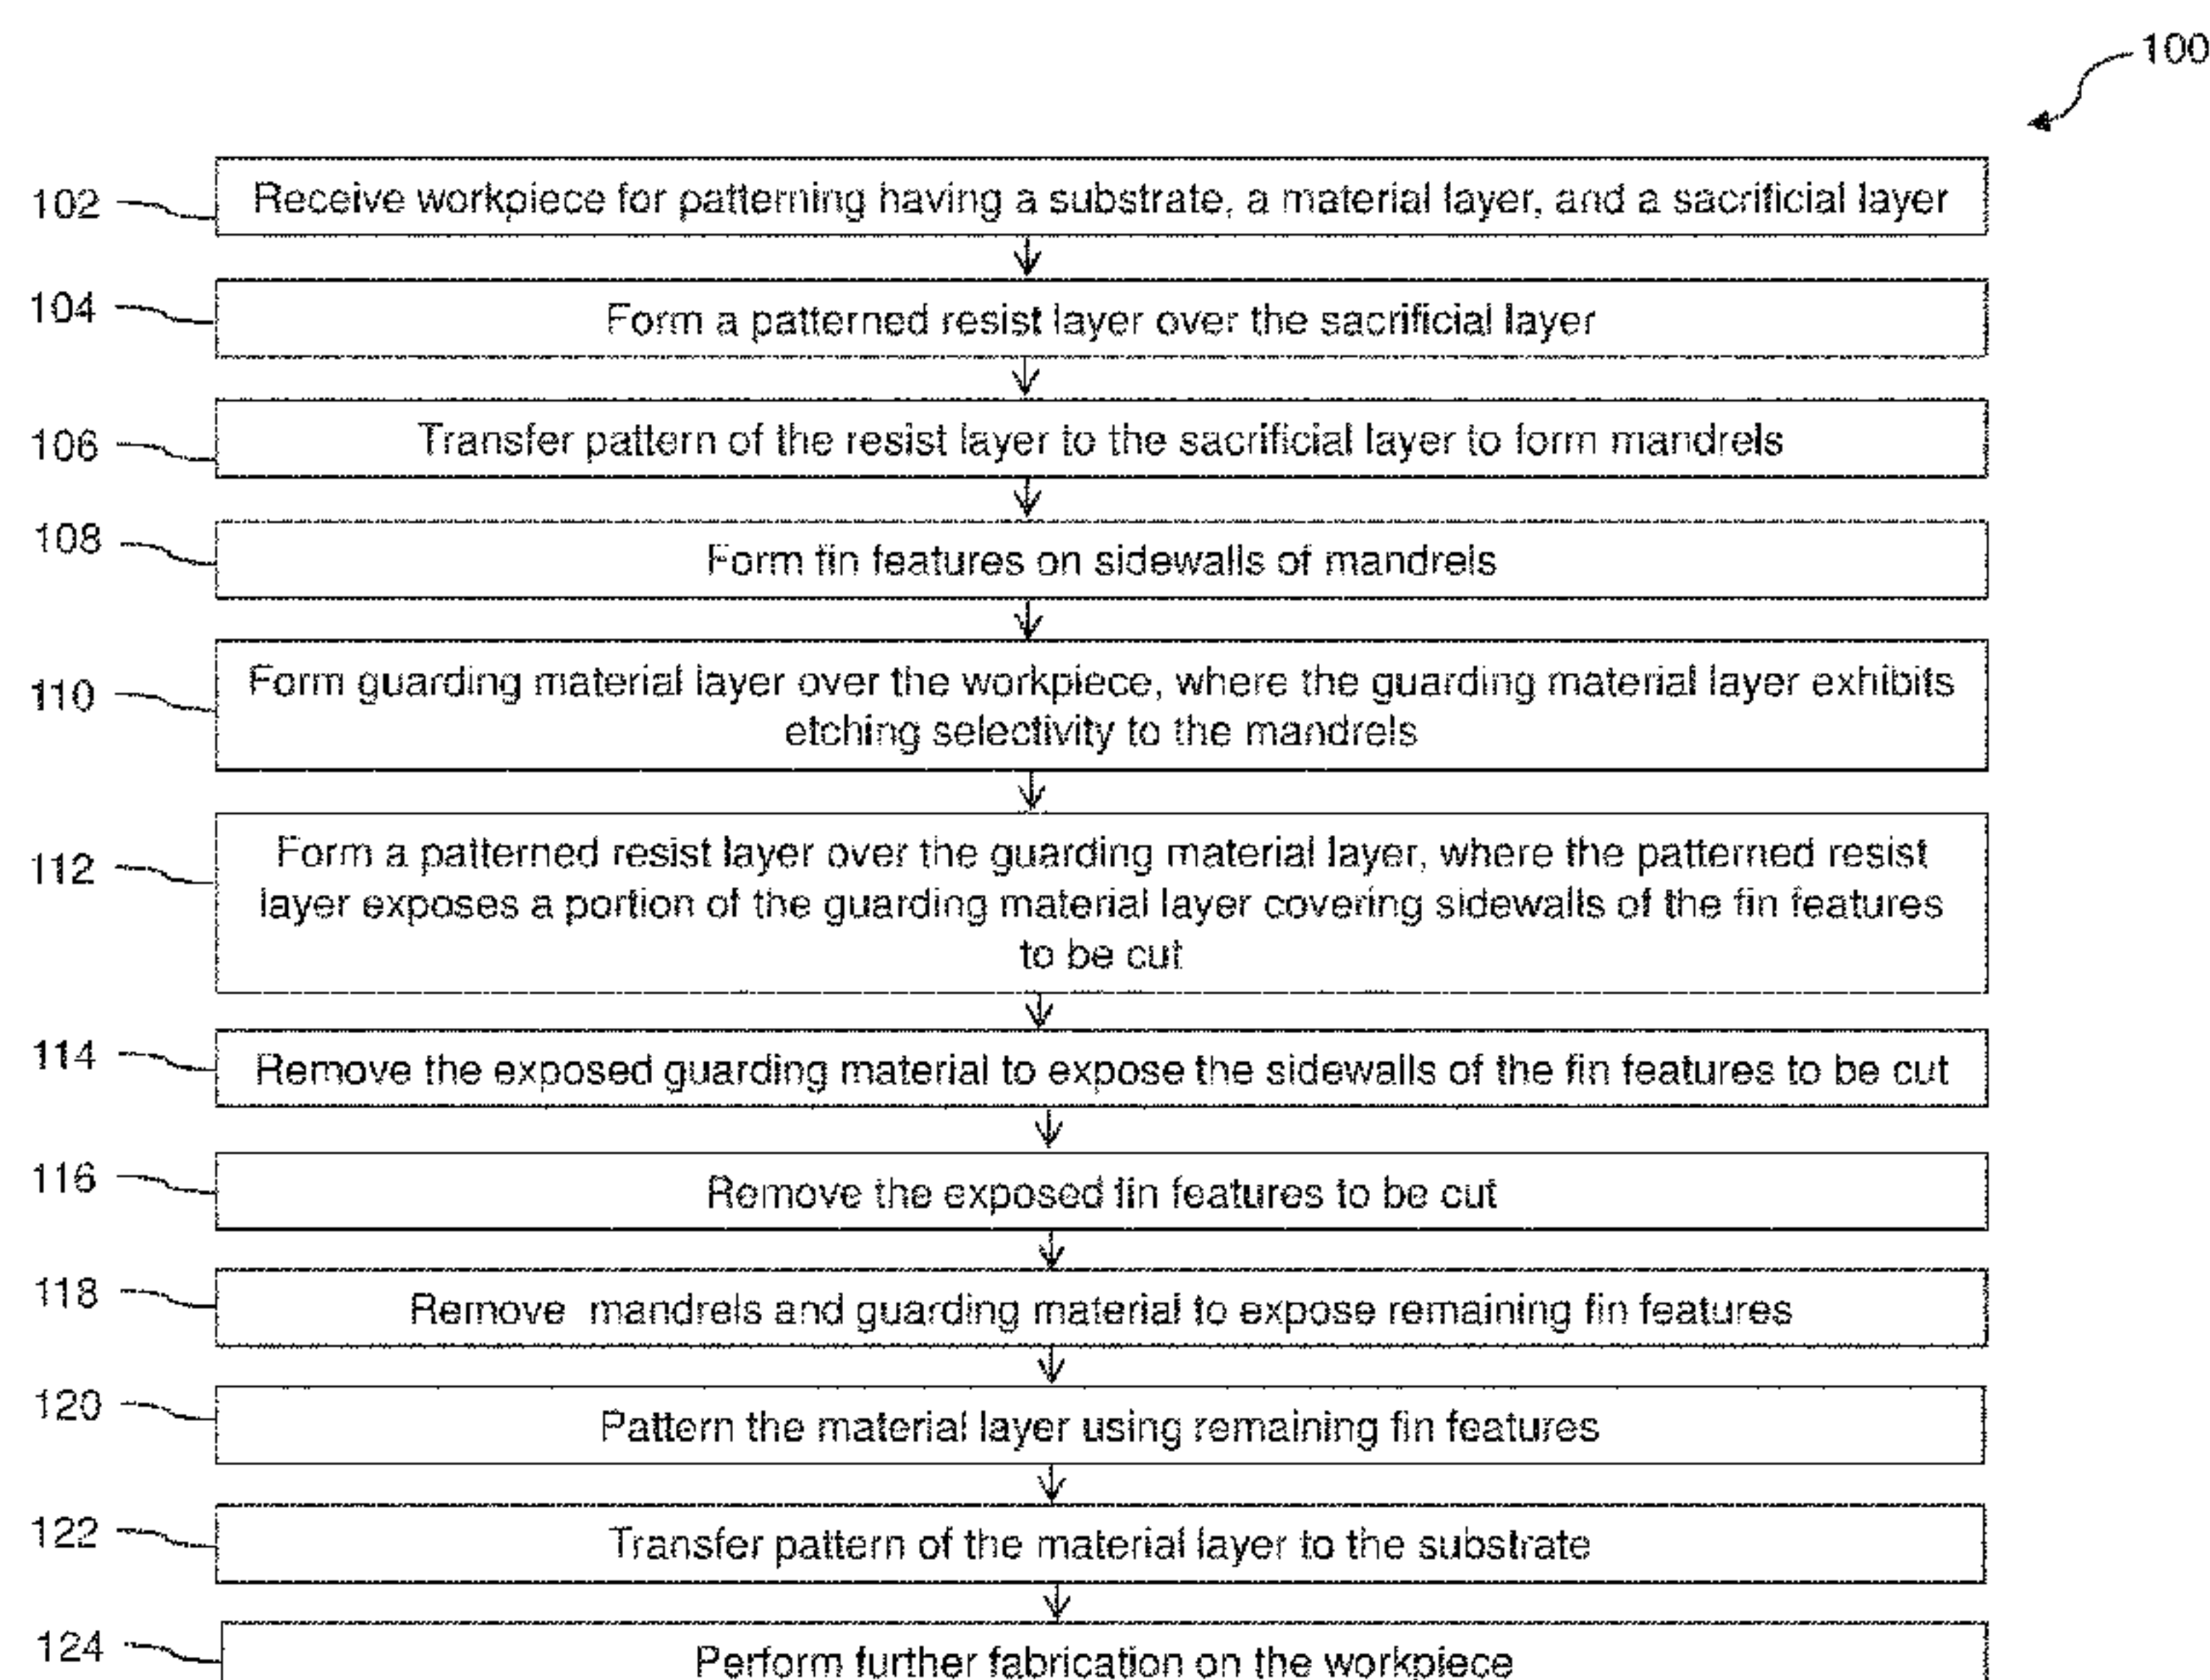 100
102
Receive workpiece for patterning having a substrate, a material layer, and a sacrificial layer
104
Form a patterned resist layer over the sacrificial layer
106
Transfer pattern of the resist layer to the sacrificial layer to form mandrels
108
Form fin features on sidewalls of mandrels
110
Form guarding material layer over the workpiece, where the guarding material layer exhibits
etching selectivity to the mandrels
112
Form a patterned resist layer over the guarding material layer, where the patterned resist
layer exposes a portion of the guarding material layer covering sidewalls of the fin features
to be cut
114
Remove the exposed guarding material to expose the sidewalls of the fin features to be cut
116
Remove the exposed fin features to be cut
118
Remove mandrels and guarding material to expose remaining fin features
120
Pattern the material layer using remaining fin features
122
Transfer pattern of the material layer to the substrate
124
Perform further fabrication on the workpiece